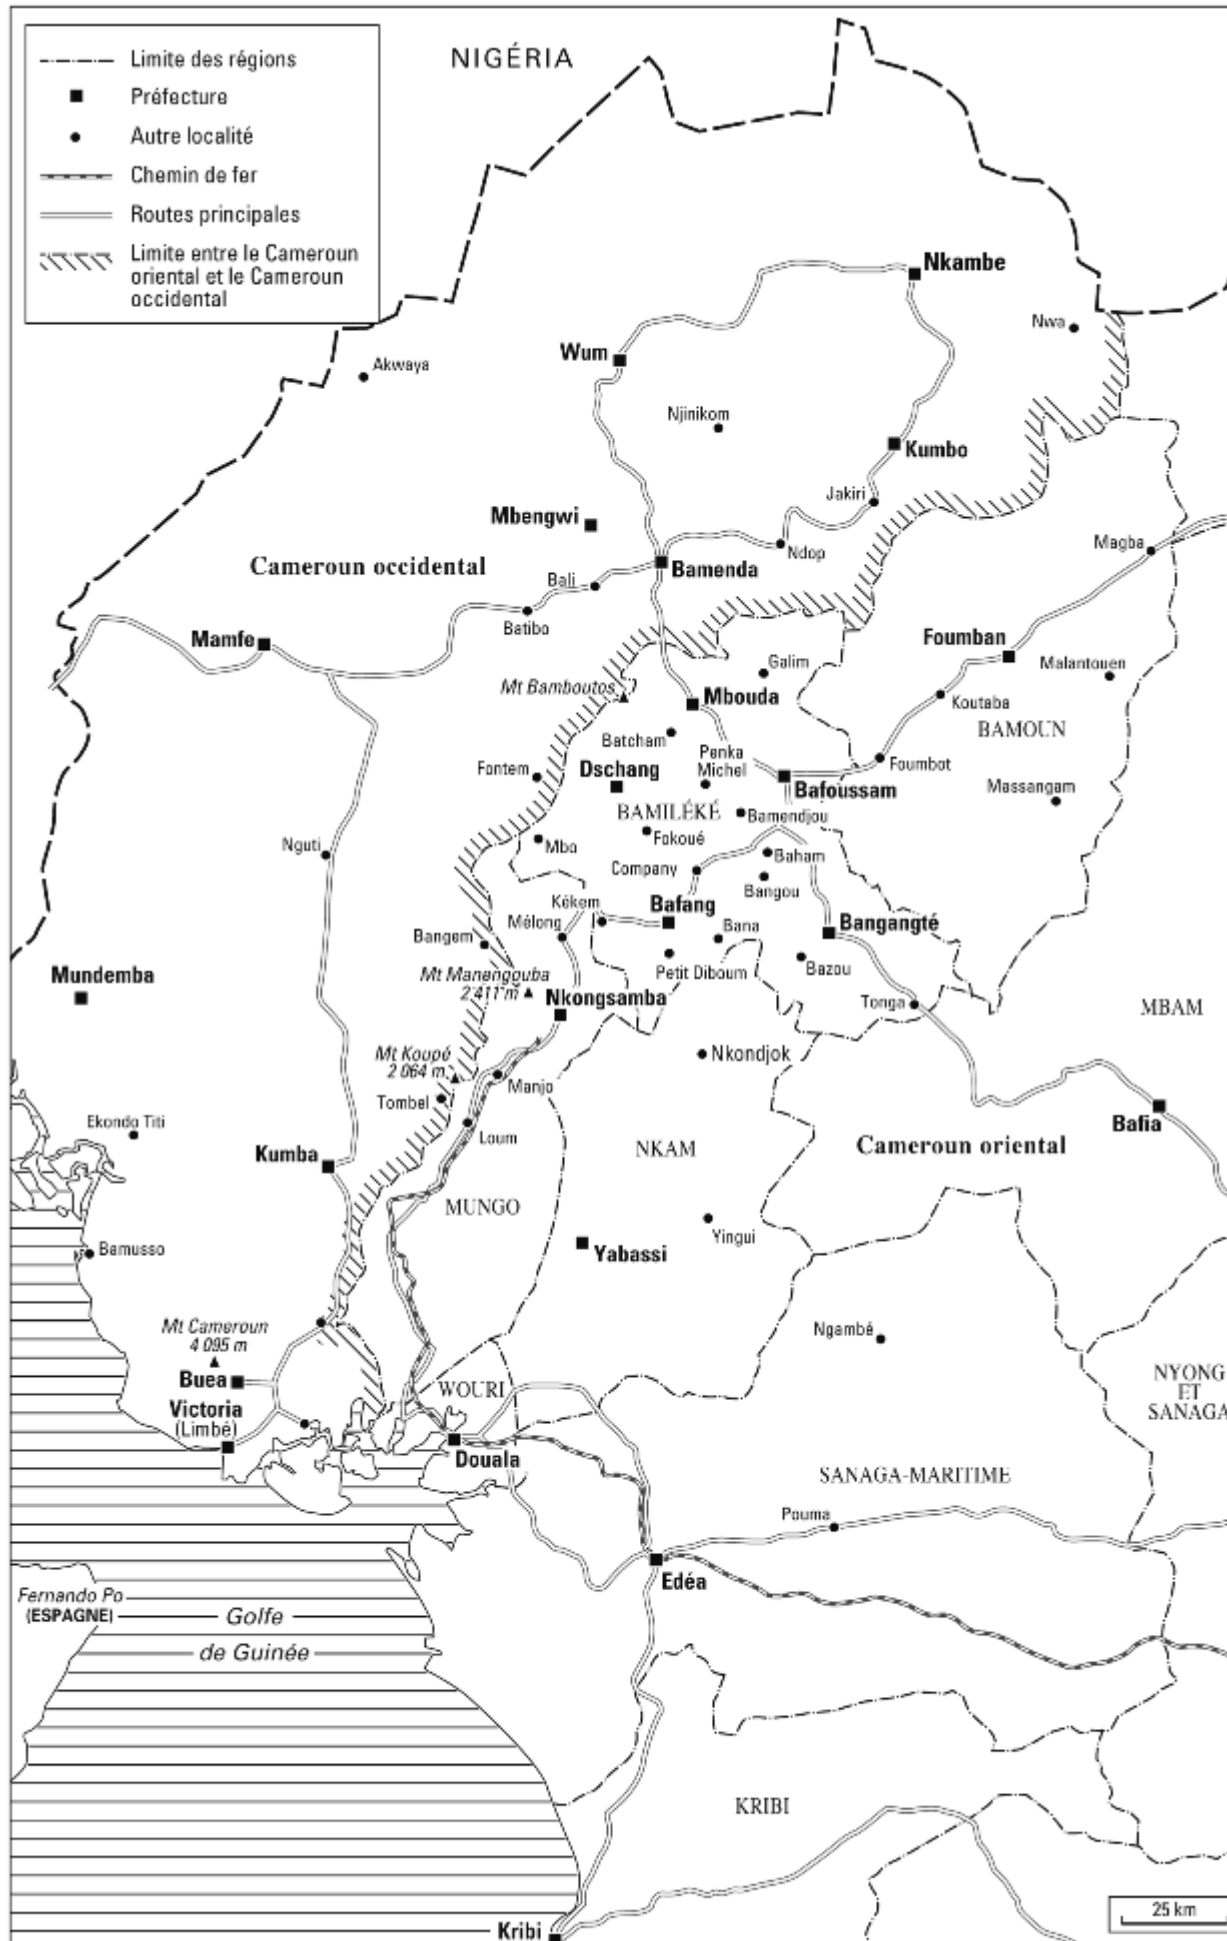 NIGÉRIA
Limite des régions
Préfecture
Autre localité
Chemin de fer
Routes principales
Limite entre le Cameroun
oriental et le Cameroun
occidental
Nkambe
Nwa
Wum
Akwaya
Njinikom
Kumbo
Jakiri
Mbengwi
Ndop
Magba
Cameroun occidental
Bamenda
Bali
Batibo
Mamfe
Foumban
Galim
Malantouen
Mt Bamboutos
Mbouda
Koutaba
BAMOUN
Batcham
Penka
Michel
Foumbot
Fontem
Dschang
Bafoussam
Massangam
BAMILÉKÉ
Bamendjou
Fokoué
Mbo
Nguti
Baham
Company
Bangou
Kékem
Bafang
Mélong
Bana
Bangangté
Bangem
Petit Diboum
Bazou
Mt Manengouba
2 411 m
Mundemba
Nkongsamba
Tonga
MBAM
Mt Koupé
2 064 m
Nkondjok
Manjo
Tombel
Ekondo Titi
Loum
Bafia
Kumba
NKAM
Cameroun oriental
MUNGO
Yingui
Bamusso
Yabassi
Mt Cameroun
4 095 m
Ngambé
Buea
WOURI
NYONG
ET
SANAGA
Victoria
(Limbé)
Douala
SANAGA-MARITIME
Pouma
Edéa
Fernando Po
(ESPAGNE)
Golfe
de Guinée
KRIBI
25 km
Kribi